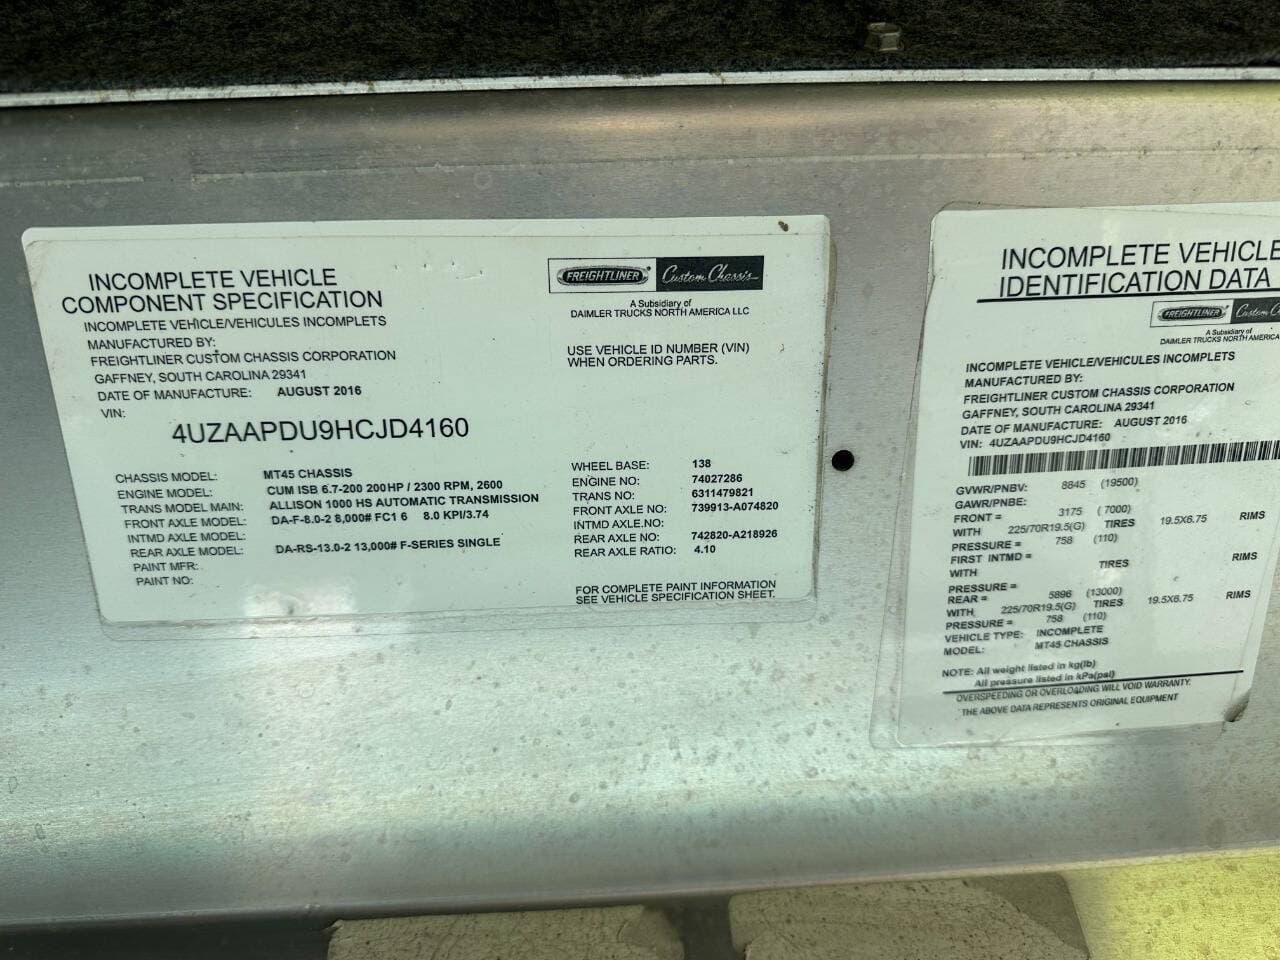 INCOMPLETE VEHICLE
COMPONENT SPECIFICATION
INCOMPLETE VEHICLE/VEHICULES INCOMPLETS
MANUFACTURED BY:
FREIGHTLINER CUSTOM CHASSIS CORPORATION
GAFFNEY, SOUTH CAROLINA 29341
DATE OF MANUFACTURE: AUGUST 2016
VIN:
4UZAAPDU9HCJD4160
FREIGHTLINER Custom Chassis
A Subsidiary of
DAIMLER TRUCKS NORTH AMERICA LLC
USE VEHICLE ID NUMBER (VIN)
WHEN ORDERING PARTS.
CHASSIS MODEL: MT45 CHASSIS
ENGINE MODEL: CUM ISB 6.7-200 200HP / 2300 RPM, 2600
TRANS MODEL MAIN: ALLISON 1000 HS AUTOMATIC TRANSMISSION
FRONT AXLE MODEL: DA-F-8.0-2 8,000# FC1 6 8.0 KPI/3.74
INTMD AXLE MODEL:
REAR AXLE MODEL: DA-RS-13.0-2 13,000# F-SERIES SINGLE
PAINT MFR:
PAINT NO:
WHEEL BASE: 138
ENGINE NO: 74027286
TRANS NO: 6311479821
FRONT AXLE NO: 739913-A074820
INTMD AXLE.NO:
REAR AXLE NO: 742820-A218926
REAR AXLE RATIO: 4.10
FOR COMPLETE PAINT INFORMATION
SEE VEHICLE SPECIFICATION SHEET.
INCOMPLETE VEHICLE
IDENTIFICATION DATA
FREIGHTLINER Custom
A Subsidiary of
DAIMLER TRUCKS NORTH AMERICA
INCOMPLETE VEHICLE/VEHICULES INCOMPLETS
MANUFACTURED BY:
FREIGHTLINER CUSTOM CHASSIS CORPORATION
GAFFNEY, SOUTH CAROLINA 29341
DATE OF MANUFACTURE: AUGUST 2016
VIN: 4UZAAPDU9HCJD4160
GVWR/PNBV: 8845 (19500)
GAWR/PNBE:
FRONT = 3175 ( 7000)
WITH 225/70R19.5(G) TIRES 19.5X6.75 RIMS
PRESSURE = 758 (110)
FIRST INTMD =
WITH TIRES RIMS
PRESSURE =
REAR = 5896 (13000)
WITH 225/70R19.5(G) TIRES 19.5X6.75 RIMS
PRESSURE = 758 (110)
VEHICLE TYPE: INCOMPLETE
MODEL: MT45 CHASSIS
NOTE: All weight listed in kg(lb)
All pressure listed in kPa(psi)
OVERSPEEDING OR OVERLOADING WILL VOID WARRANTY.
THE ABOVE DATA REPRESENTS ORIGINAL EQUIPMENT